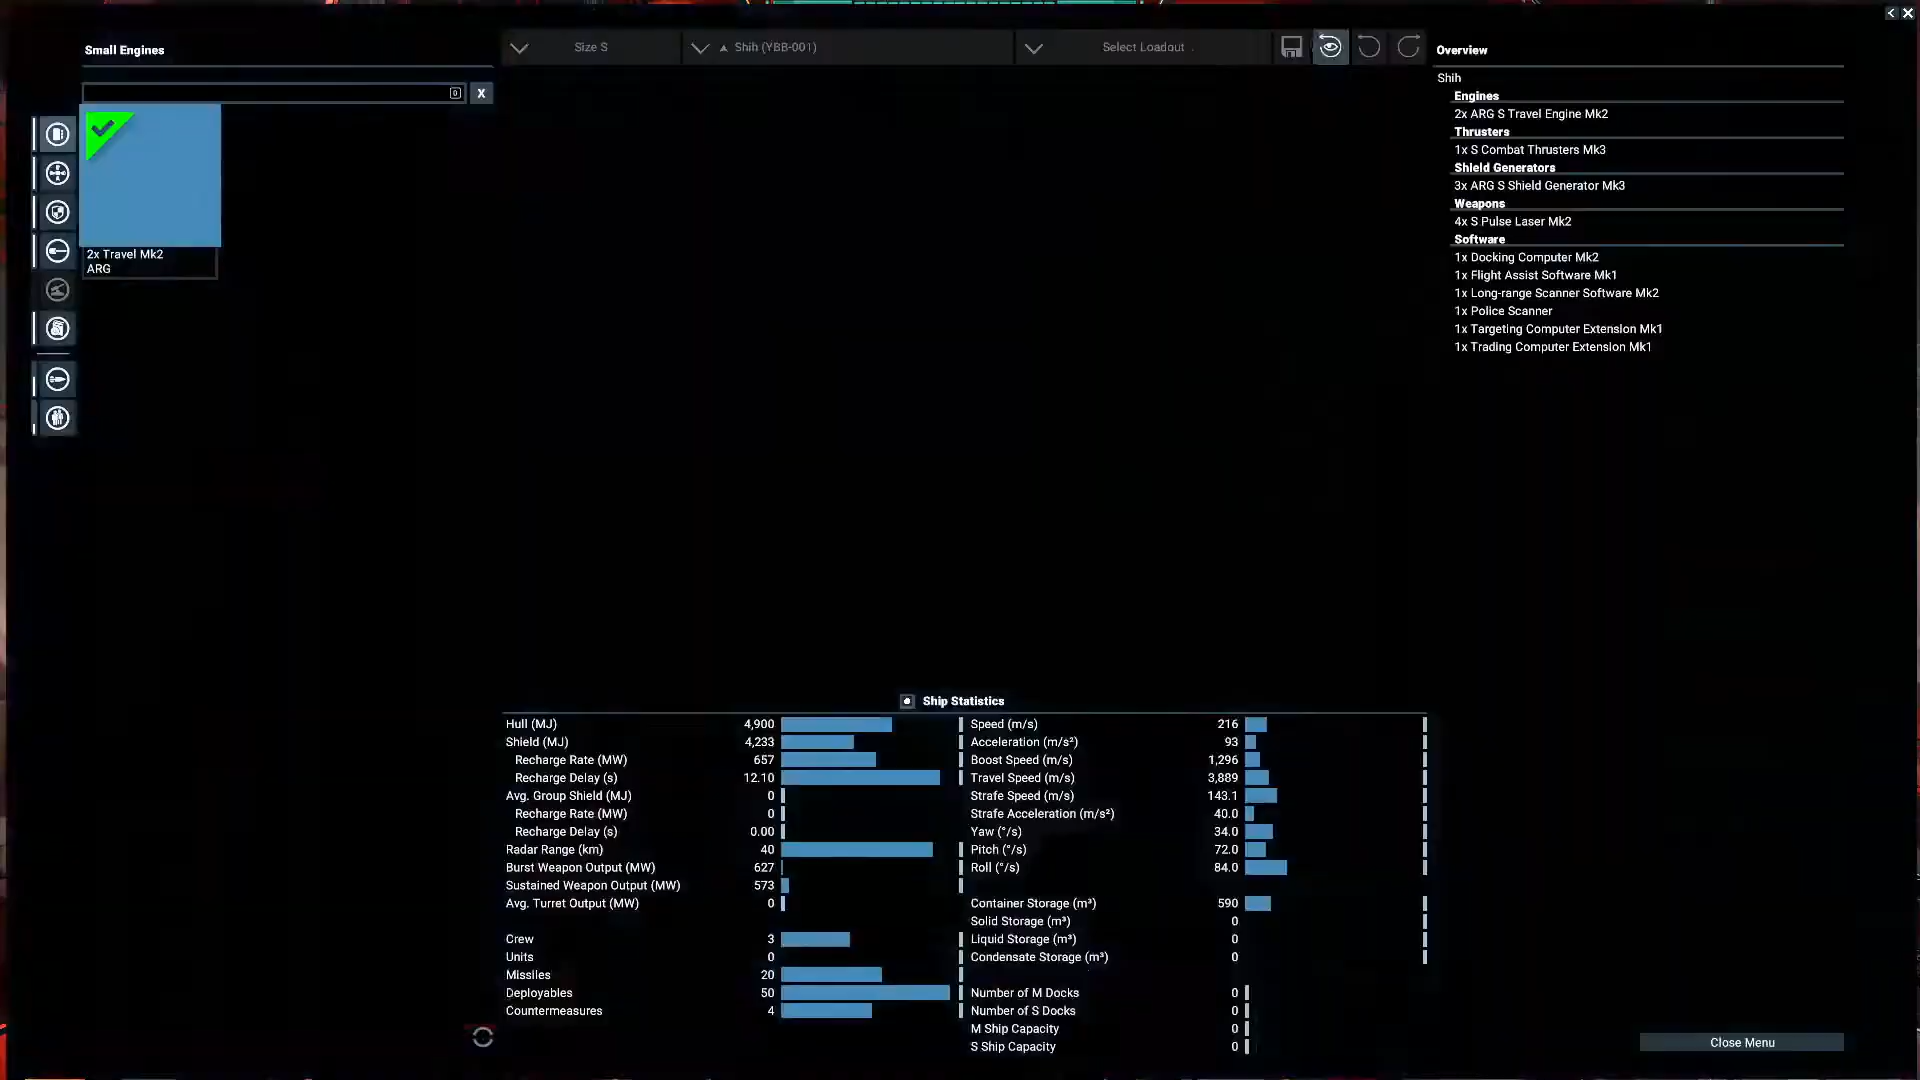 Small Engines
Size S
Shih (YBB-001)
Select Loadout .
Overview
X
2x Travel Mk2
ARG
Shih
Engines
2x ARG S Travel Engine Mk2
Thrusters
1x S Combat Thrusters Mk3
Shield Generators
3x ARG S Shield Generator Mk3
Weapons
4x S Pulse Laser Mk2
Software
1x Docking Computer Mk2
1x Flight Assist Software Mk1
1x Long-range Scanner Software Mk2
1x Police Scanner
1x Targeting Computer Extension Mk1
1x Trading Computer Extension Mk1
Ship Statistics
Hull (MJ) 4,900
Shield (MJ) 4,233
Recharge Rate (MW) 657
Recharge Delay (s) 12.10
Avg. Group Shield (MJ) 0
Recharge Rate (MW) 0
Recharge Delay (s) 0.00
Radar Range (km) 40
Burst Weapon Output (MW) 627
Sustained Weapon Output (MW) 573
Avg. Turret Output (MW) 0
Crew 3
Units 0
Missiles 20
Deployables 50
Countermeasures 4
Speed (m/s) 216
Acceleration (m/s²) 93
Boost Speed (m/s) 1,296
Travel Speed (m/s) 3,889
Strafe Speed (m/s) 143.1
Strafe Acceleration (m/s²) 40.0
Yaw (°/s) 34.0
Pitch (°/s) 72.0
Roll (°/s) 84.0
Container Storage (m³) 590
Solid Storage (m³) 0
Liquid Storage (m³) 0
Condensate Storage (m³) 0
Number of M Docks 0
Number of S Docks 0
M Ship Capacity 0
S Ship Capacity 0
Close Menu